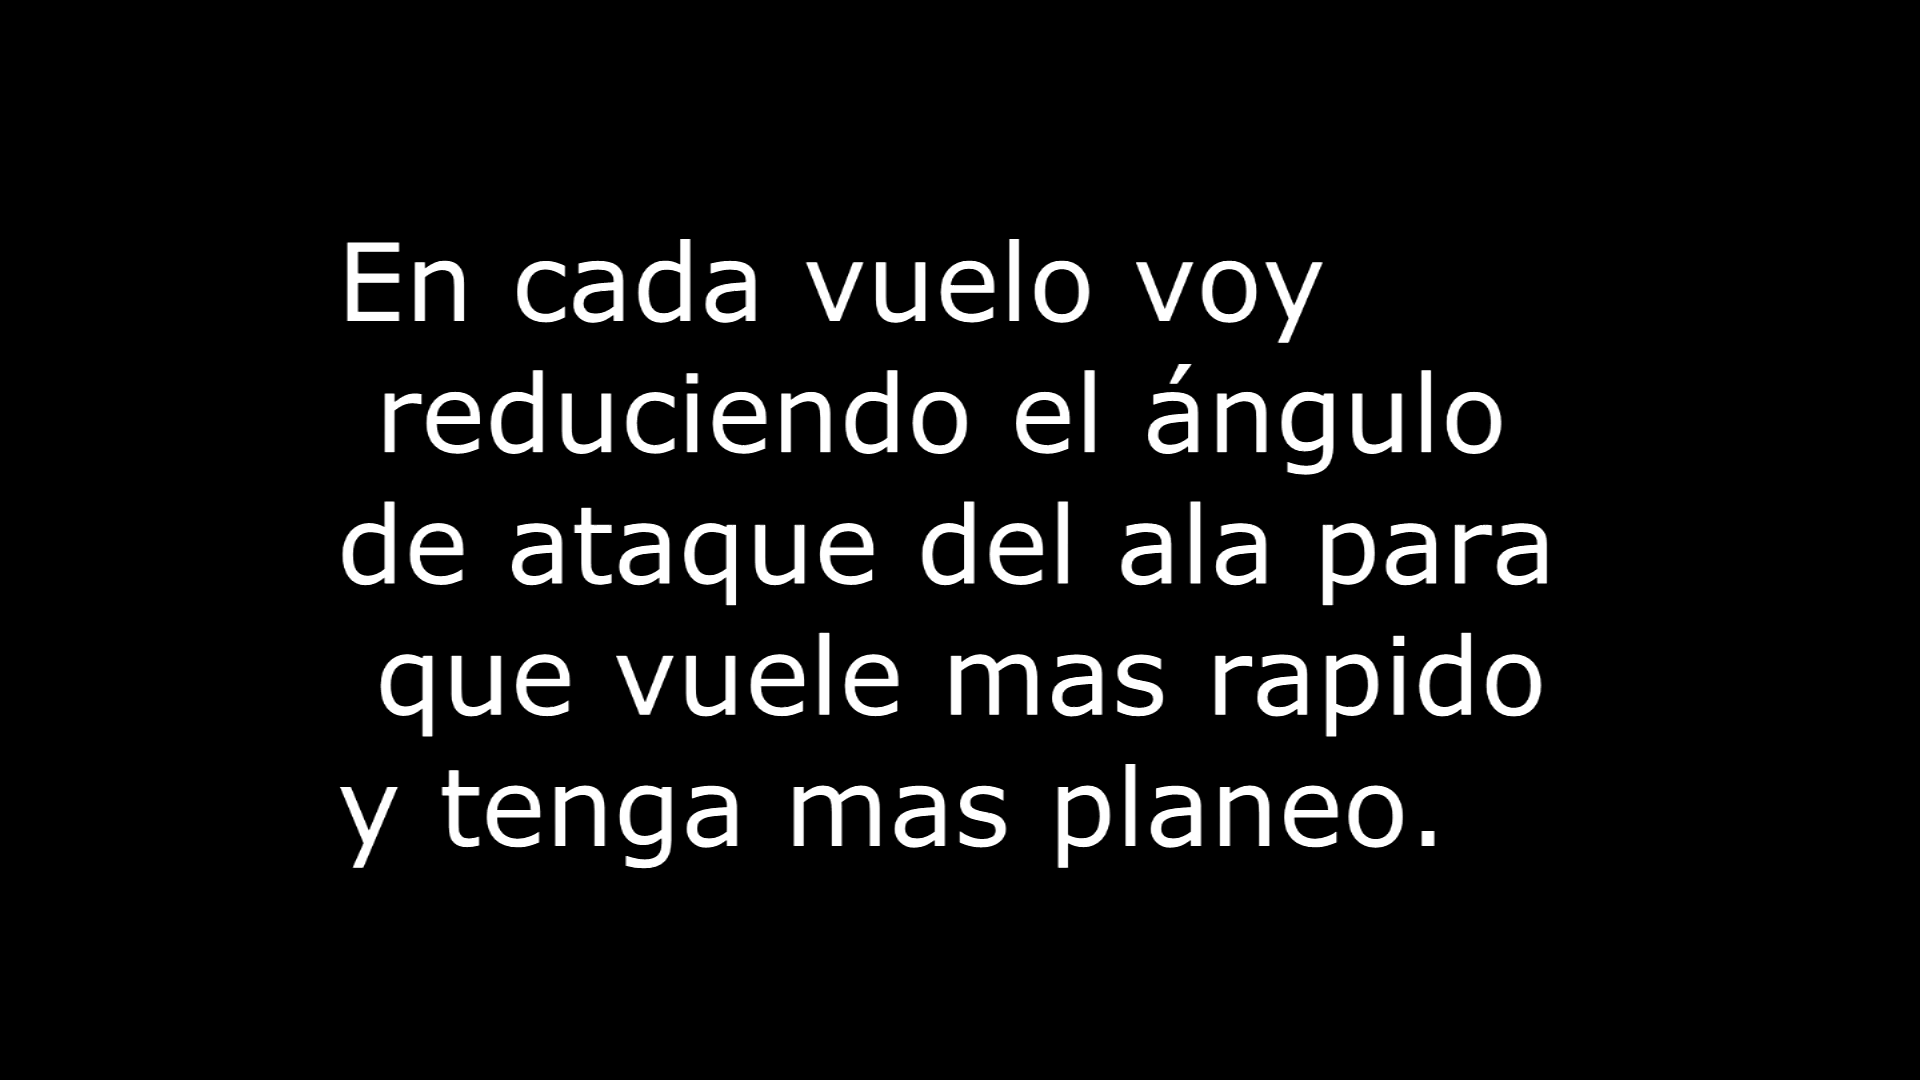 En cada vuelo voy
reduciendo el ángulo
de ataque del ala para
que vuele mas rapido
y tenga mas planeo.